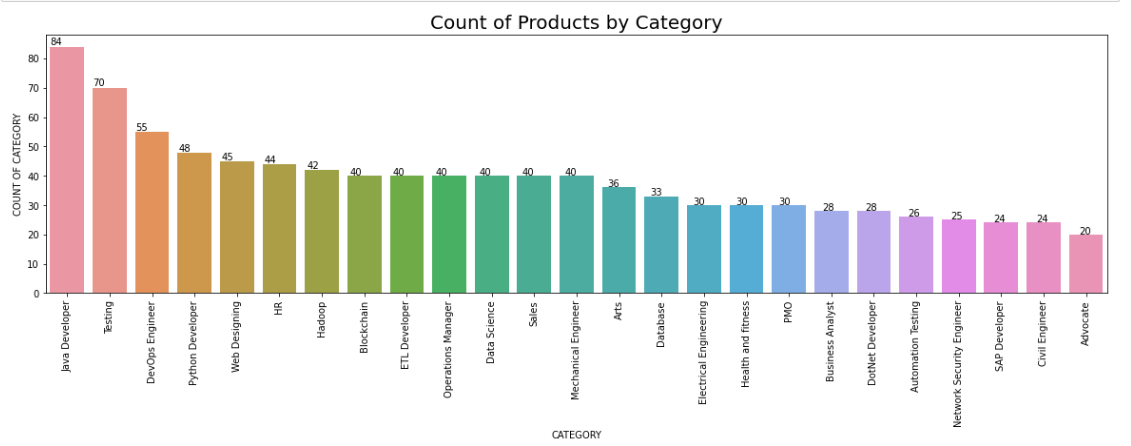 Count of Products by Category
COUNT OF CATEGORY
80
70
60
50
40
30
20
10
0
84
70
55
48
45
44
42
40
40
40
40
40
40
36
33
30
30
30
28
28
26
25
24
24
20
Java Developer
Testing
DevOps Engineer
Python Developer
Web Designing
HR
Hadoop
Blockchain
ETL Developer
Operations Manager
Data Science
Sales
Mechanical Engineer
Arts
Database
Electrical Engineering
Health and fitness
PMO
Business Analyst
DotNet Developer
Automation Testing
Network Security Engineer
SAP Developer
Civil Engineer
Advocate
CATEGORY